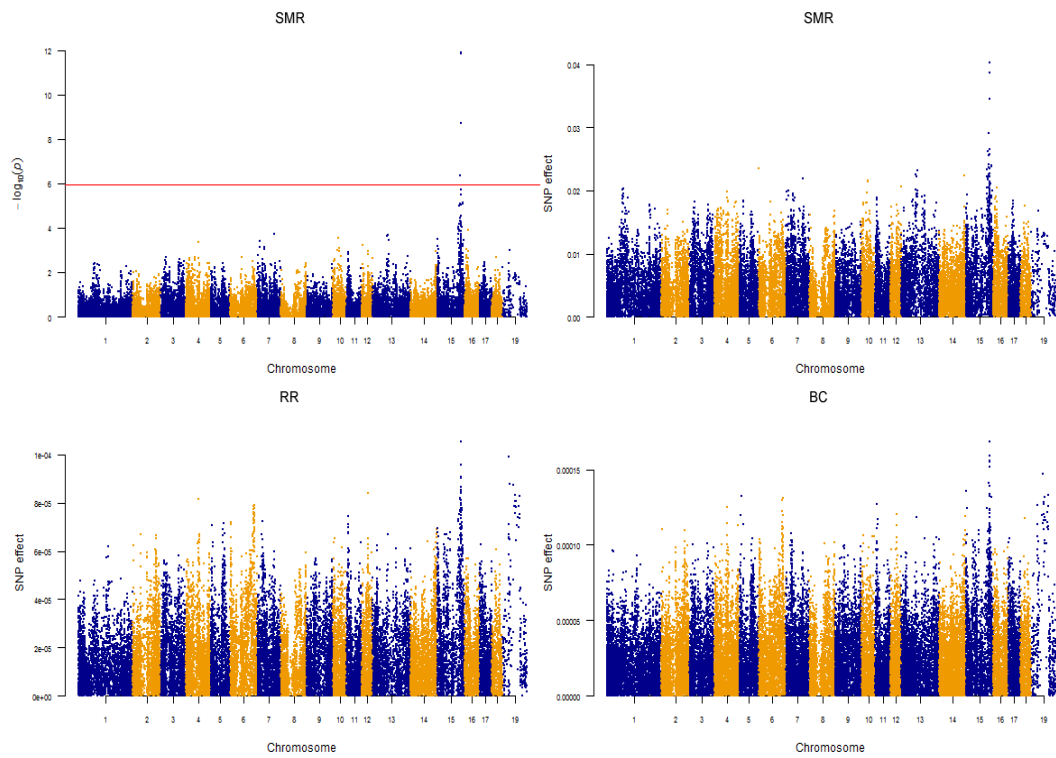 SMR
− log₁₀(p)
12
10
8
6
4
2
0
1 2 3 4 5 6 7 8 9 10 11 12 13 14 15 16 17 19
Chromosome
SMR
SNP effect
0.04
0.03
0.02
0.01
0.00
1 2 3 4 5 6 7 8 9 10 11 12 13 14 15 16 17 19
Chromosome
RR
SNP effect
1e-04
8e-05
6e-05
4e-05
2e-05
0e+00
1 2 3 4 5 6 7 8 9 10 11 12 13 14 15 16 17 19
Chromosome
BC
SNP effect
0.00015
0.00010
0.00005
0.00000
1 2 3 4 5 6 7 8 9 10 11 12 13 14 15 16 17 19
Chromosome